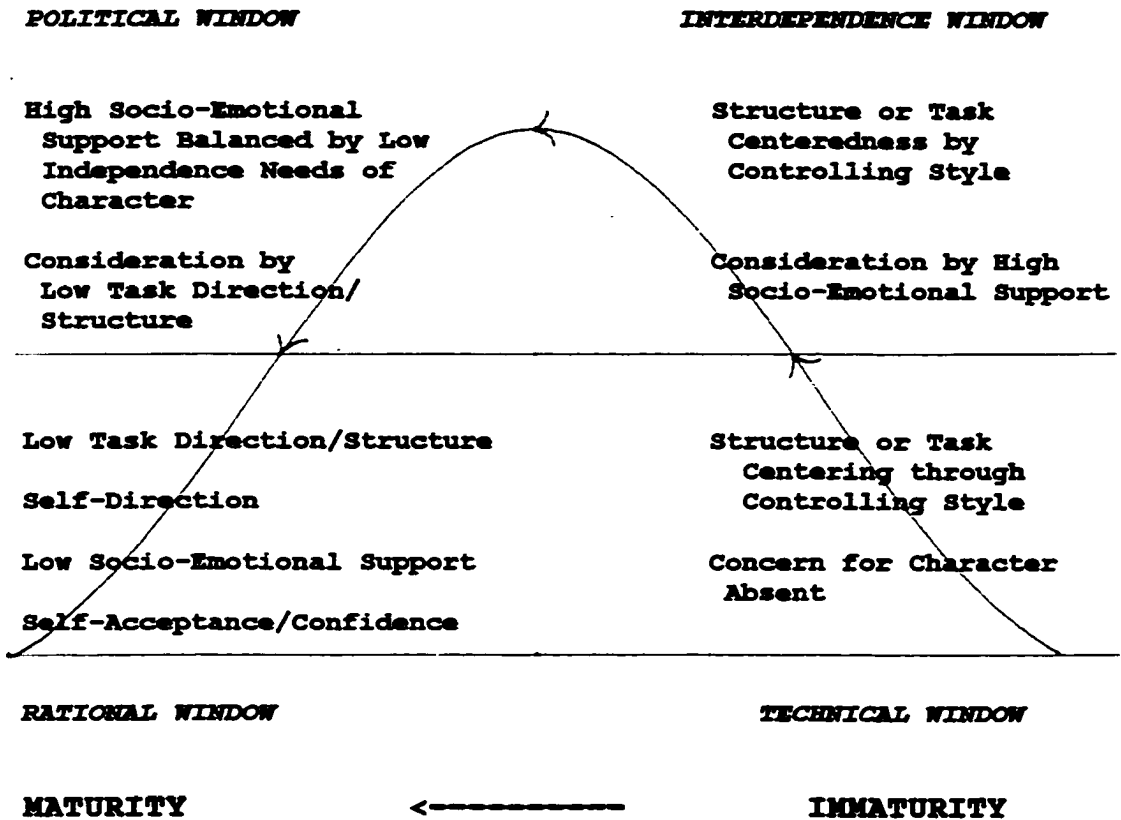 POLITICAL WINDOW
INTERDEPENDENCE WINDOW
High Socio-Emotional
Support Balanced by Low
Independence Needs of
Character
Structure or Task
Centeredness by
Controlling Style
Consideration by
Low Task Direction/
Structure
Consideration by High
Socio-Emotional Support
Low Task Direction/Structure
Self-Direction
Low Socio-Emotional Support
Self-Acceptance/Confidence
Structure or Task
Centering through
Controlling Style
Concern for Character
Absent
RATIONAL WINDOW
TECHNICAL WINDOW
MATURITY
IMMATURITY